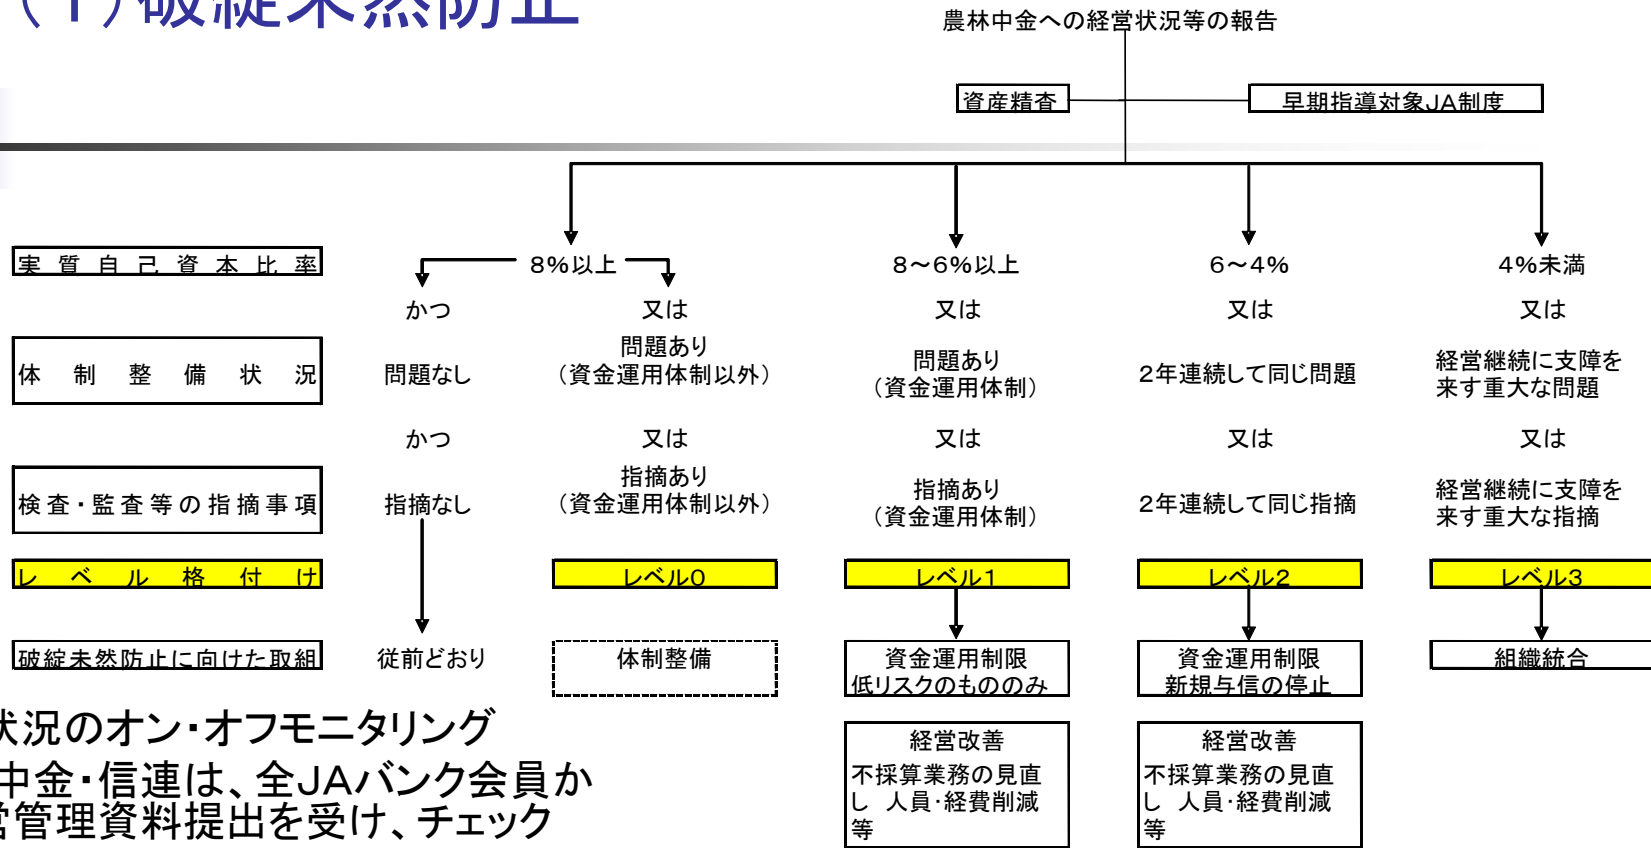 (1)破綻未然防止
農林中金への経営状況等の報告
資産精査
早期指導対象JA制度
実質自己資本比率
8%以上
8~6%以上
6~4%
4%未満
かつ
又は
又は
又は
又は
体制整備状況
問題なし
問題あり
(資金運用体制以外)
問題あり
(資金運用体制)
2年連続して同じ問題
経営継続に支障を
来す重大な問題
かつ
又は
又は
又は
又は
検査・監査等の指摘事項
指摘なし
指摘あり
(資金運用体制以外)
指摘あり
(資金運用体制)
2年連続して同じ指摘
経営継続に支障を
来す重大な指摘
レベル格付け
レベル0
レベル1
レベル2
レベル3
破綻未然防止に向けた取組
従前どおり
体制整備
資金運用制限
低リスクのもののみ
資金運用制限
新規与信の停止
組織統合
状況のオン・オフモニタリング
中金・信連は、全JAバンク会員か
営管理資料提出を受け、チェック
経営改善
不採算業務の見直
し 人員・経費削減
等
経営改善
不採算業務の見直
し 人員・経費削減
等